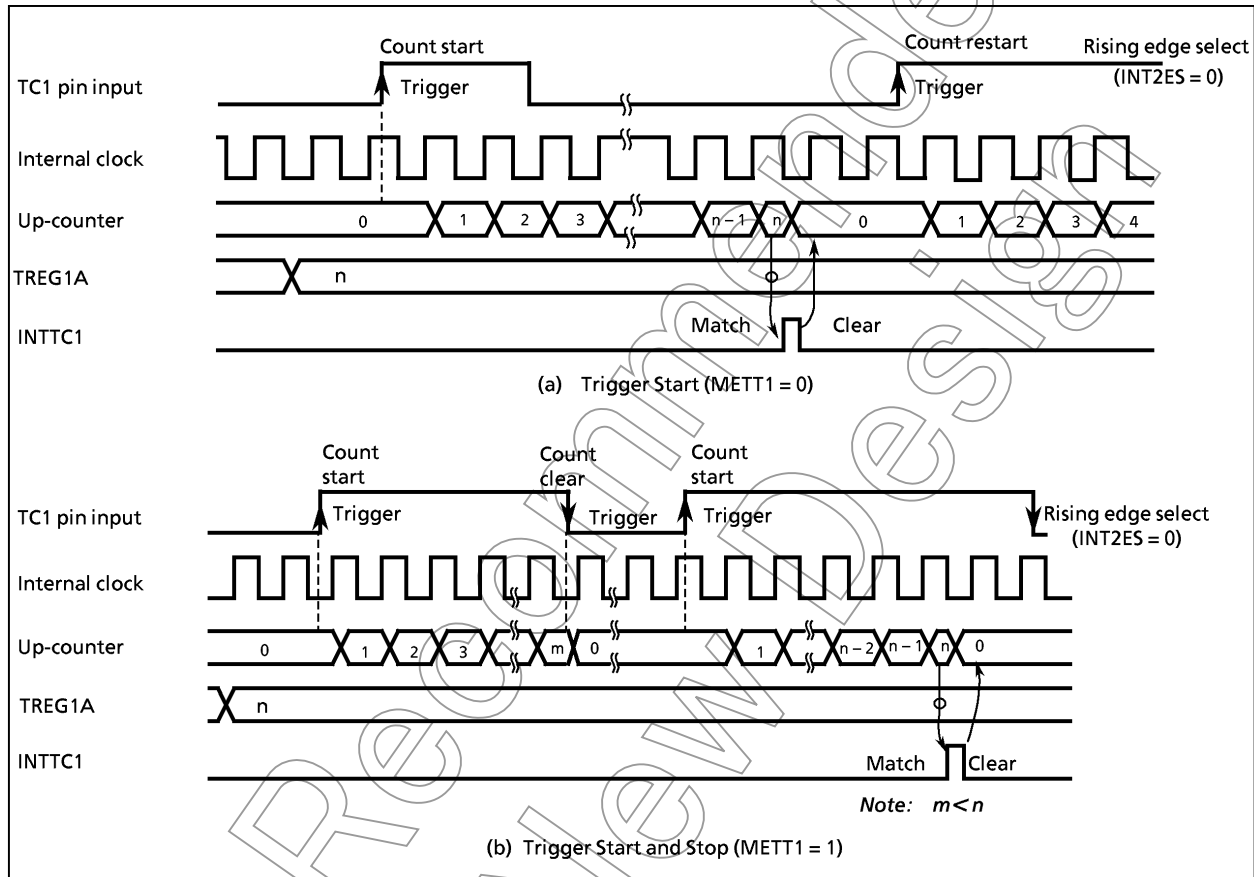 Count start
Count restart
Rising edge select
(INT2ES = 0)
TC1 pin input
Trigger
Trigger
Internal clock
Up-counter
0 1 2 3 n – 1 n 0 1 2 3 4
TREG1A
n
INTTC1
Match
Clear
(a) Trigger Start (METT1 = 0)
Count
start
Count
clear
Count
start
TC1 pin input
Trigger
Trigger
Trigger
Rising edge select
(INT2ES = 0)
Internal clock
Up-counter
0 1 2 3 m 0 1 n – 2 n – 1 n 0
TREG1A
n
INTTC1
Match
Clear
Note: m < n
(b) Trigger Start and Stop (METT1 = 1)
Recommende
New Design